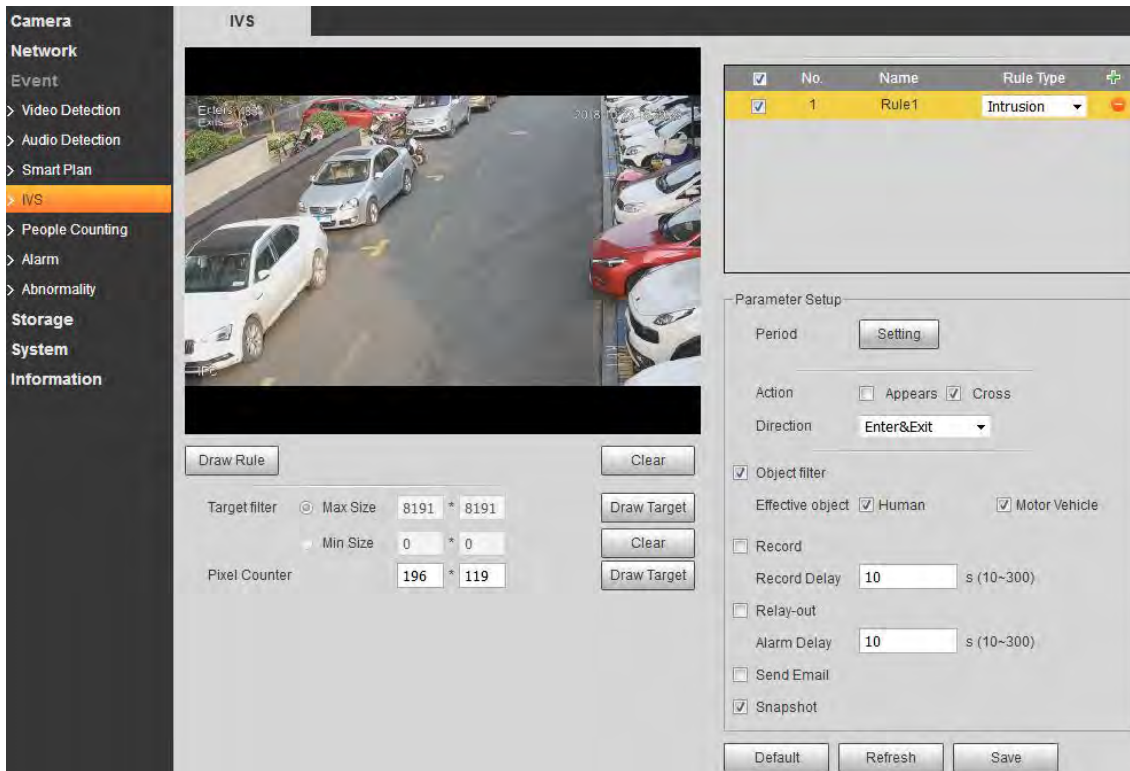 Camera
Network
Event
Video Detection
Audio Detection
Smart Plan
IVS
People Counting
Alarm
Abnormality
Storage
System
Information
IVS
IPC
Draw Rule
Clear
Target filter Max Size 8191 * 8191 Draw Target
Min Size 0 * 0 Clear
Pixel Counter 196 * 119 Draw Target
No. Name Rule Type
1 Rule1 Intrusion
Parameter Setup
Period Setting
Action Appears Cross
Direction Enter&Exit
Object filter
Effective object Human Motor Vehicle
Record
Record Delay 10 s (10~300)
Relay-out
Alarm Delay 10 s (10~300)
Send Email
Snapshot
Default Refresh Save